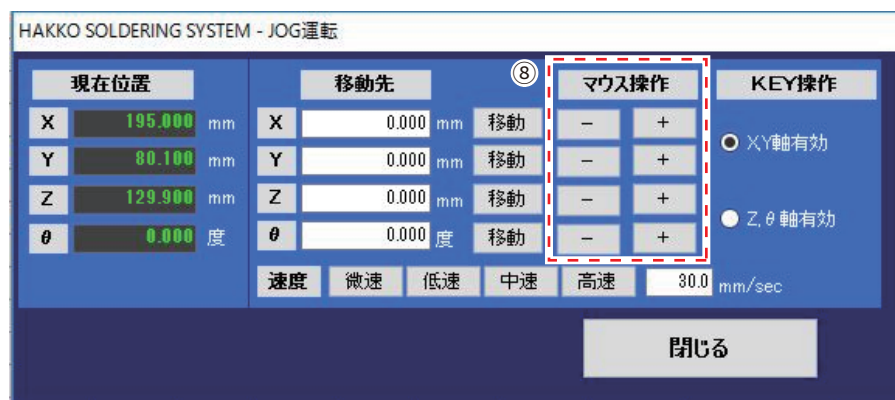 HAKKO SOLDERING SYSTEM - JOG運転
現在位置 移動先 ⑧ マウス操作 KEY操作
X 195.000 mm X 0.000 mm 移動 − +
Y 80.100 mm Y 0.000 mm 移動 − +
X,Y軸有効
Z 129.900 mm Z 0.000 mm 移動 − +
Z,θ軸有効
θ 0.000 度 θ 0.000 度 移動 − +
速度 微速 低速 中速 高速 30.0 mm/sec
閉じる